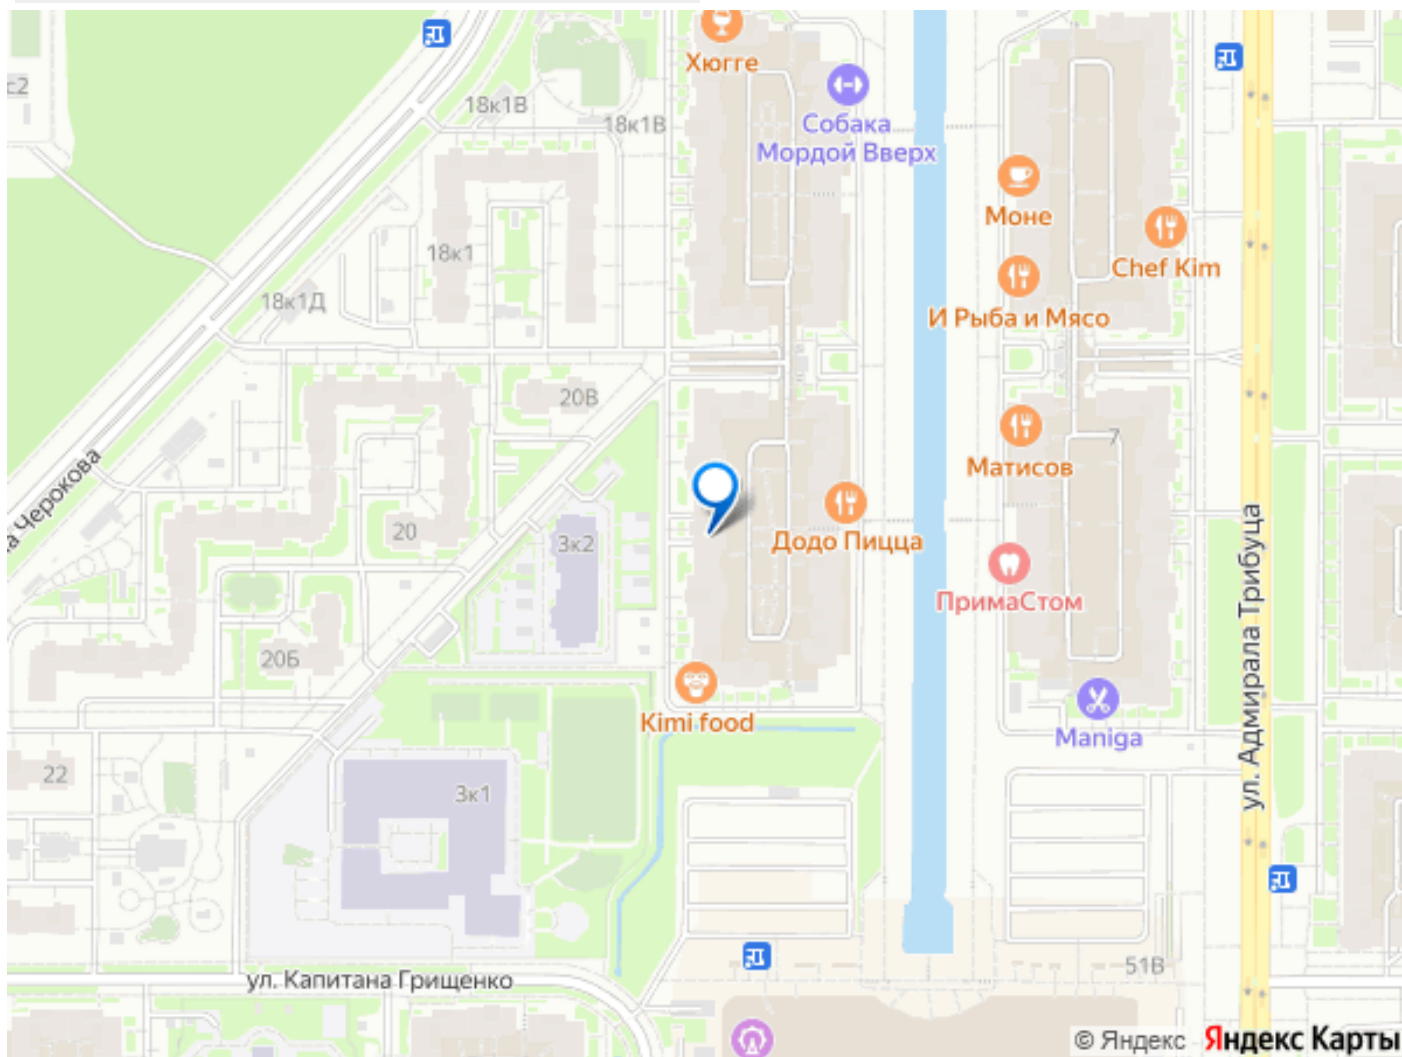 18к1В
18к1В
с2
Хюгге
Собака
Мордой Вверх
Моне
Chef Kim
18к1
18к1Д
И Рыба и Мясо
20В
Матисов
7
Черокова
20
3к2
Додо Пицца
ПримаСтом
ул. Адмирала Трибуца
20Б
Kimi food
Maniga
22
3к1
51В
ул. Капитана Грищенко
© Яндекс Яндекс Карты